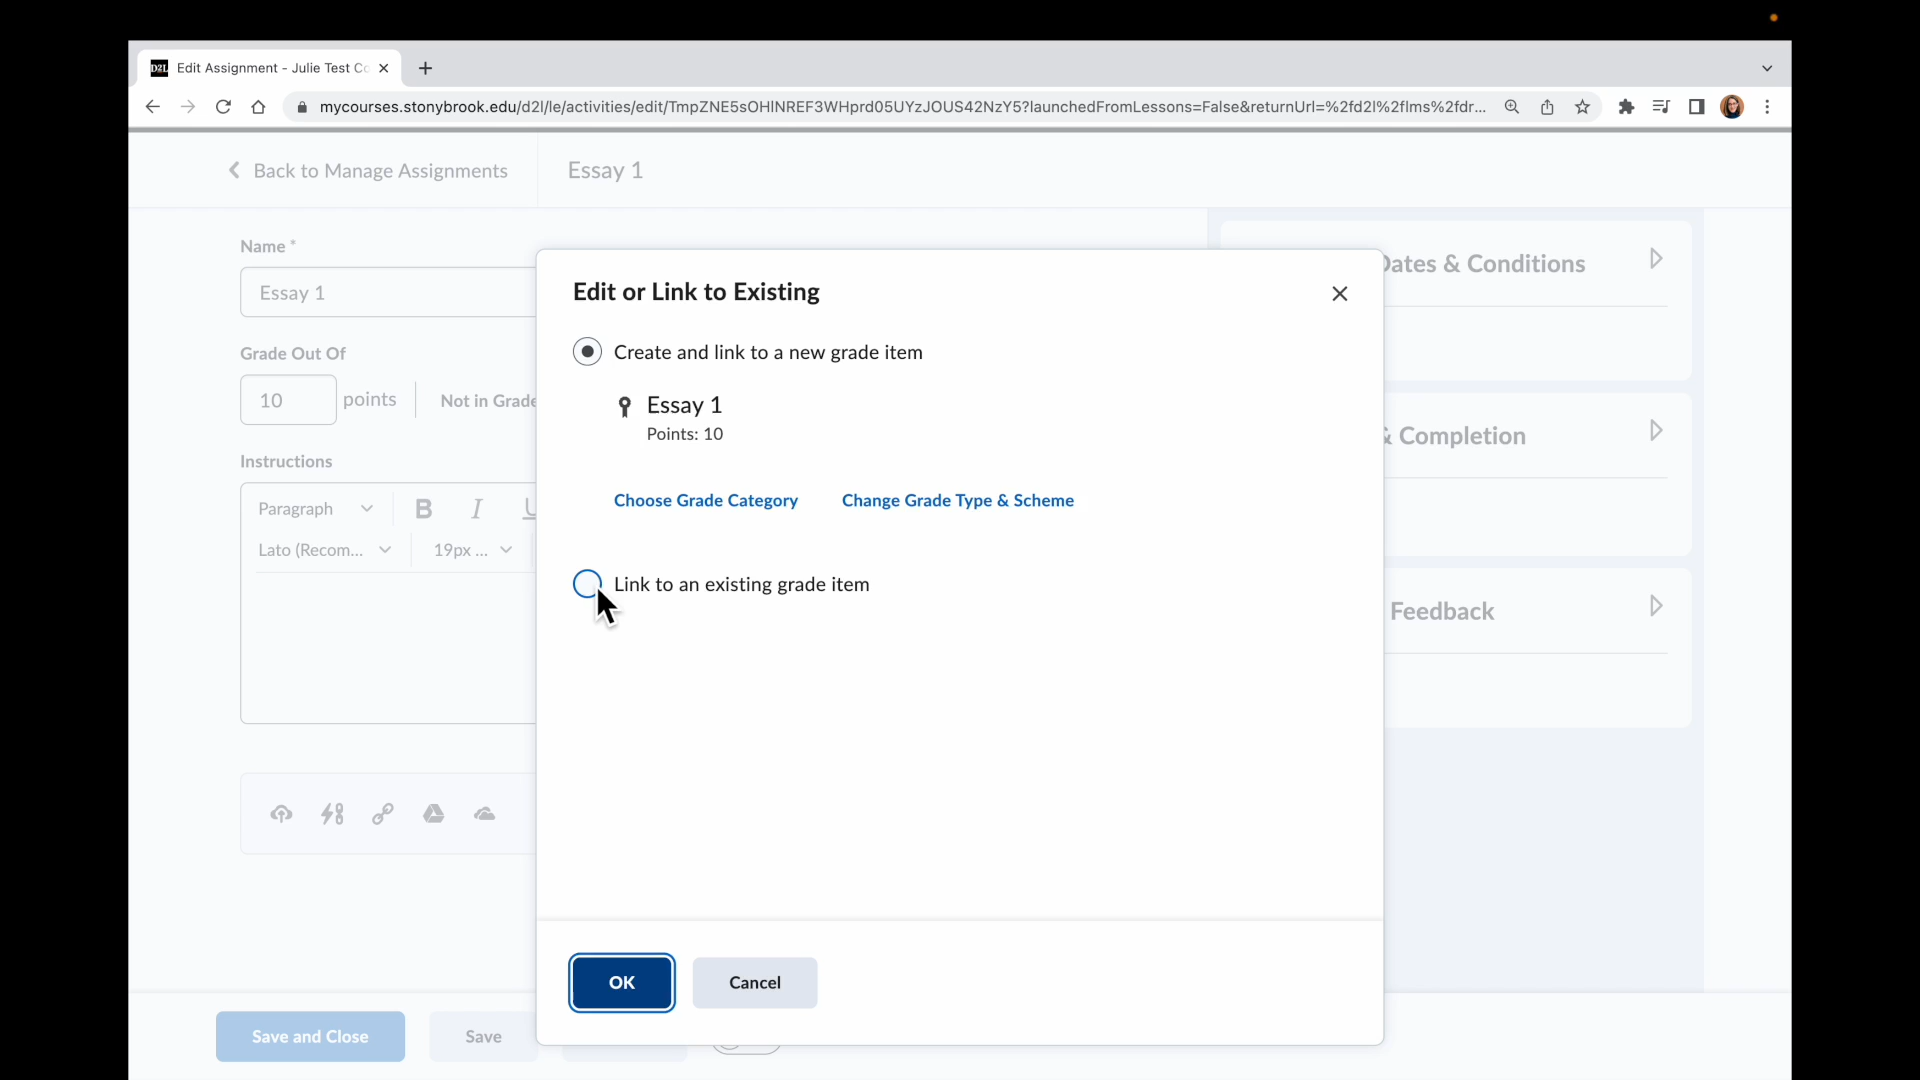 D2L Edit Assignment - Julie Test Co
mycourses.stonybrook.edu/d2l/le/activities/edit/TmpZNE5sOHlNREF3WHprd05UYzJOUS42NzY5?launchedFromLessons=False&returnUrl=%2fd2l%2flms%2fdr...
Back to Manage Assignments
Essay 1
Name *
Essay 1
Grade Out Of
10 points
Not in Grade
Instructions
Paragraph B I U
Lato (Recom... 19px ...
Edit or Link to Existing
Create and link to a new grade item
Essay 1
Points: 10
Choose Grade Category
Change Grade Type & Scheme
Link to an existing grade item
OK
Cancel
Dates & Conditions
& Completion
Feedback
Save and Close
Save